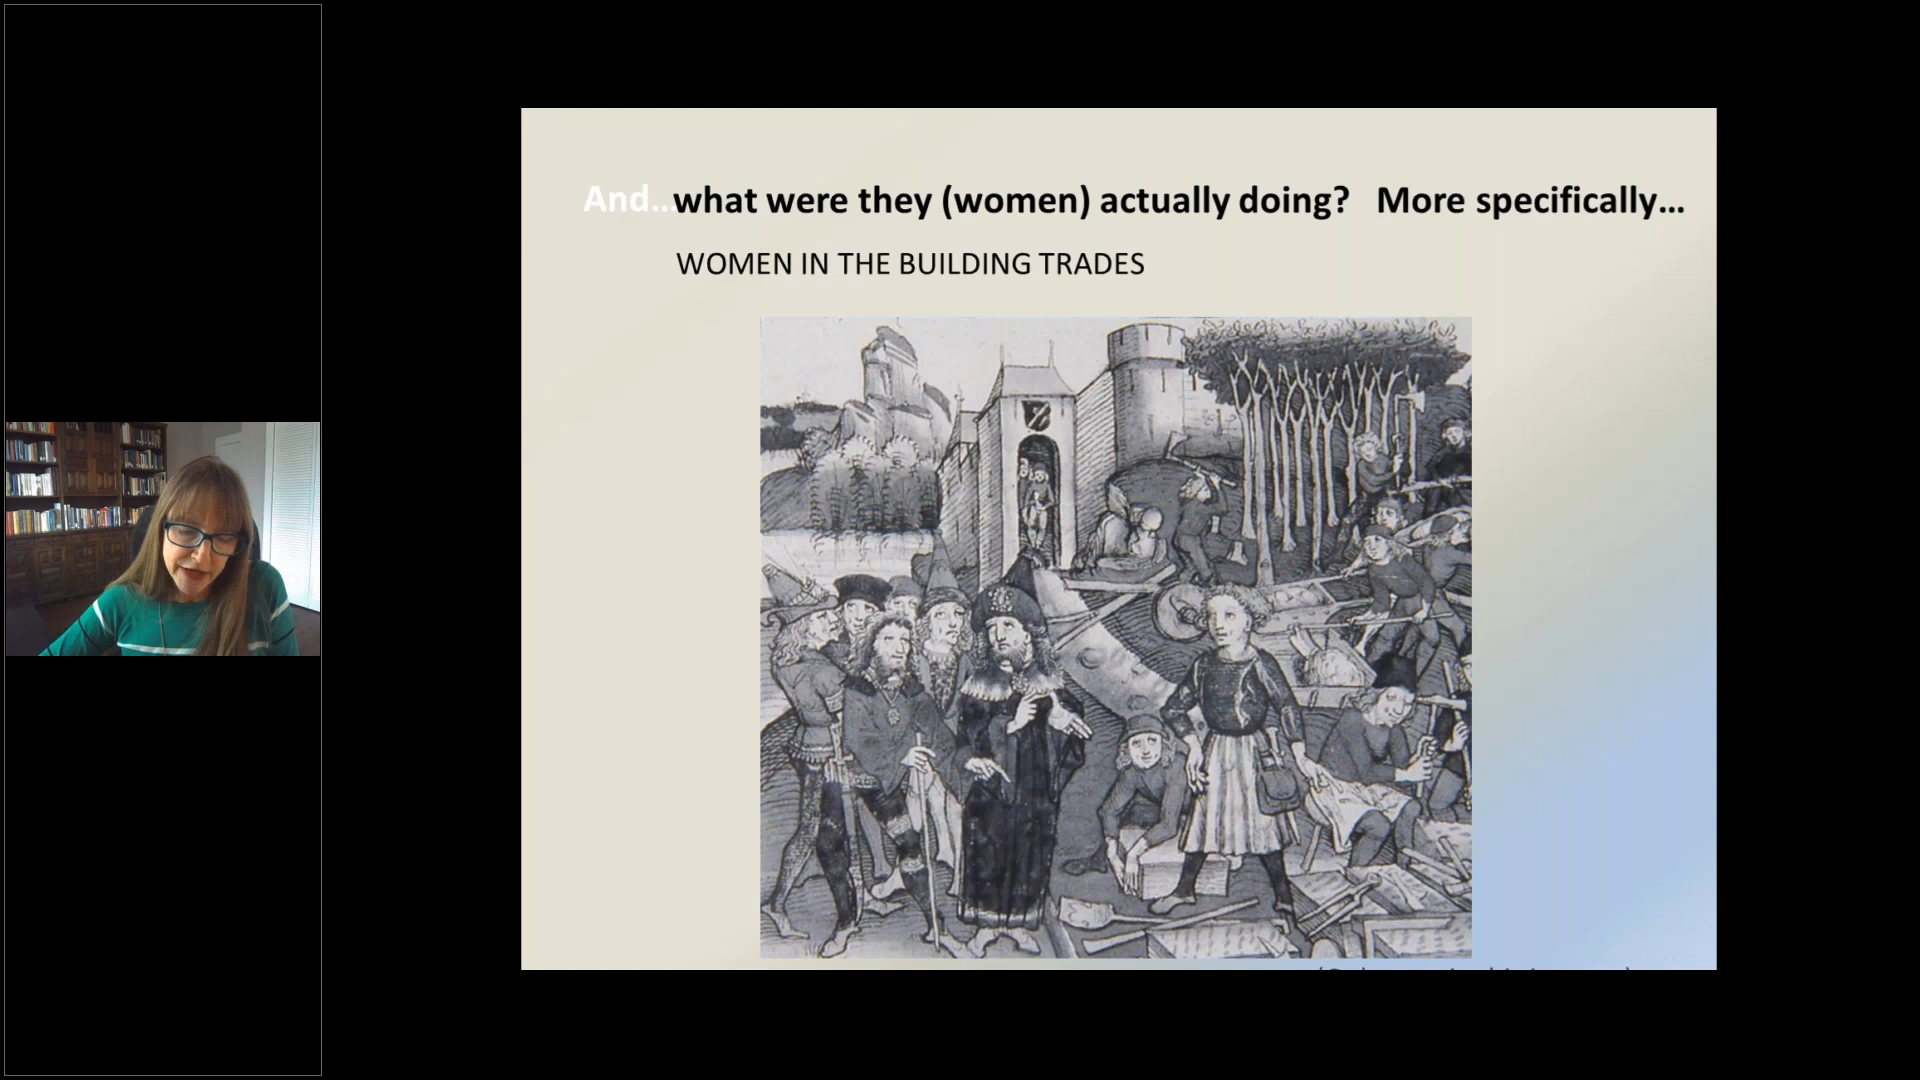 And...what were they (women) actually doing? More specifically...
WOMEN IN THE BUILDING TRADES